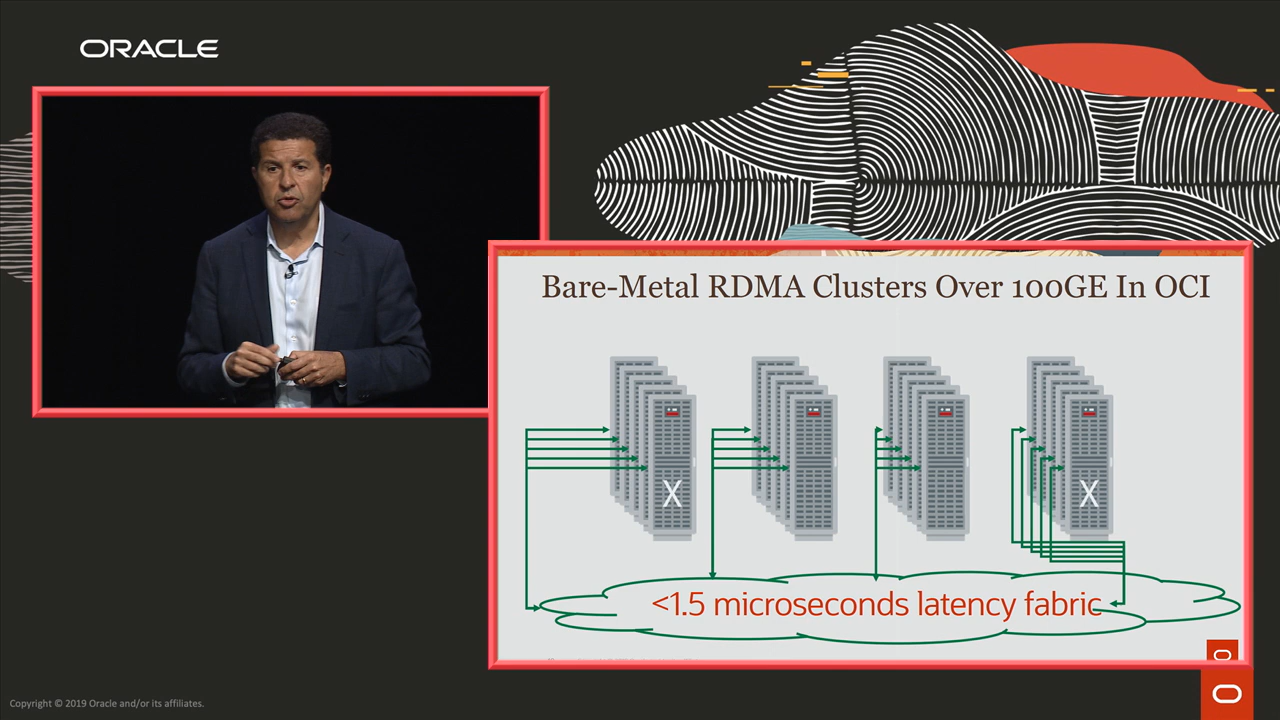 ORACLE
Bare-Metal RDMA Clusters Over 100GE In OCI
X
X
<1.5 microseconds latency fabric
Copyright © 2019 Oracle and/or its affiliates.